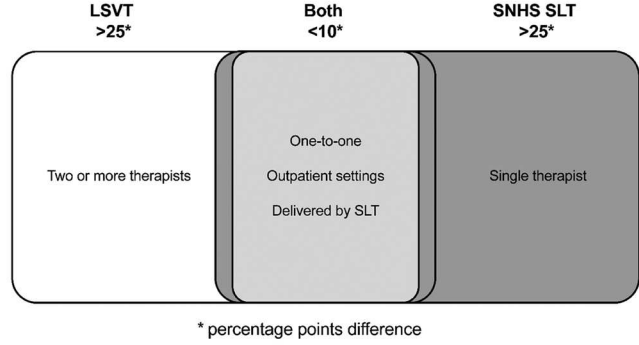 LSVT
>25*
Both
<10*
SNHS SLT
>25*
Two or more therapists
One-to-one
Outpatient settings
Delivered by SLT
Single therapist
* percentage points difference